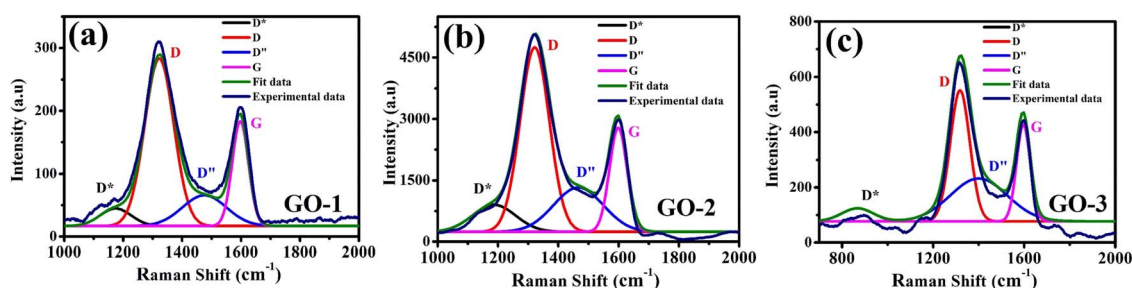 (a)
D*
D
D"
G
Fit data
Experimental data
D
G
D*
D"
GO-1
Intensity (a.u)
300
200
100
0
1000 1200 1400 1600 1800 2000
Raman Shift (cm-1)
(b)
D*
D
D"
G
Fit data
Experimental data
D
G
D"
D*
GO-2
Intensity (a.u)
4500
3000
1500
0
1000 1200 1400 1600 1800 2000
Raman Shift (cm-1)
(c)
D*
D
D"
G
Fit data
Experimental data
D
G
D"
D*
GO-3
Intensity (a.u)
800
600
400
200
0
800 1200 1600 2000
Raman Shift (cm-1)